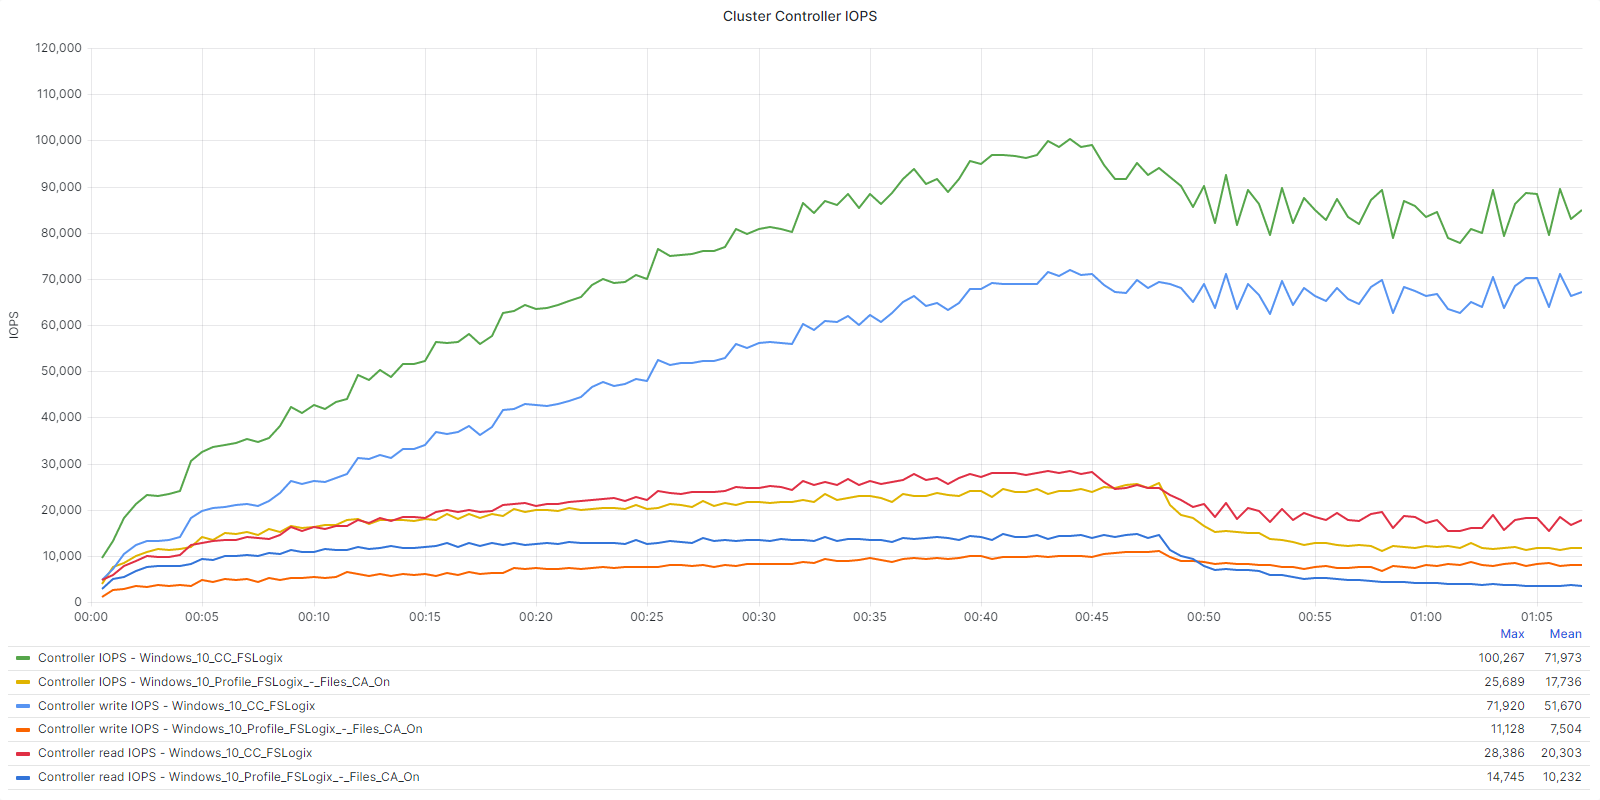 Cluster Controller IOPS
120,000
110,000
100,000
90,000
80,000
70,000
60,000
50,000
40,000
30,000
20,000
10,000
0
IOPS
00:00 00:05 00:10 00:15 00:20 00:25 00:30 00:35 00:40 00:45 00:50 00:55 01:00 01:05
Max Mean
Controller IOPS - Windows_10_CC_FSLogix 100,267 71,973
Controller IOPS - Windows_10_Profile_FSLogix_-_Files_CA_On 25,689 17,736
Controller write IOPS - Windows_10_CC_FSLogix 71,920 51,670
Controller write IOPS - Windows_10_Profile_FSLogix_-_Files_CA_On 11,128 7,504
Controller read IOPS - Windows_10_CC_FSLogix 28,386 20,303
Controller read IOPS - Windows_10_Profile_FSLogix_-_Files_CA_On 14,745 10,232